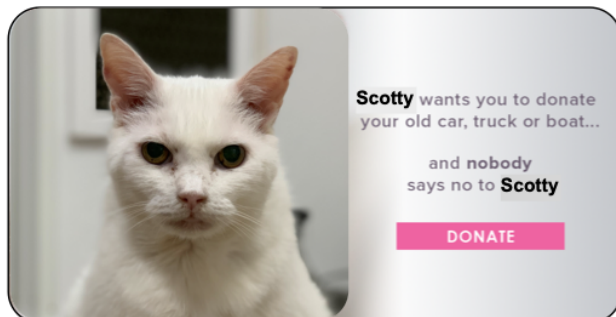 Scotty wants you to donate
your old car, truck or boat...
and nobody
says no to Scotty
DONATE